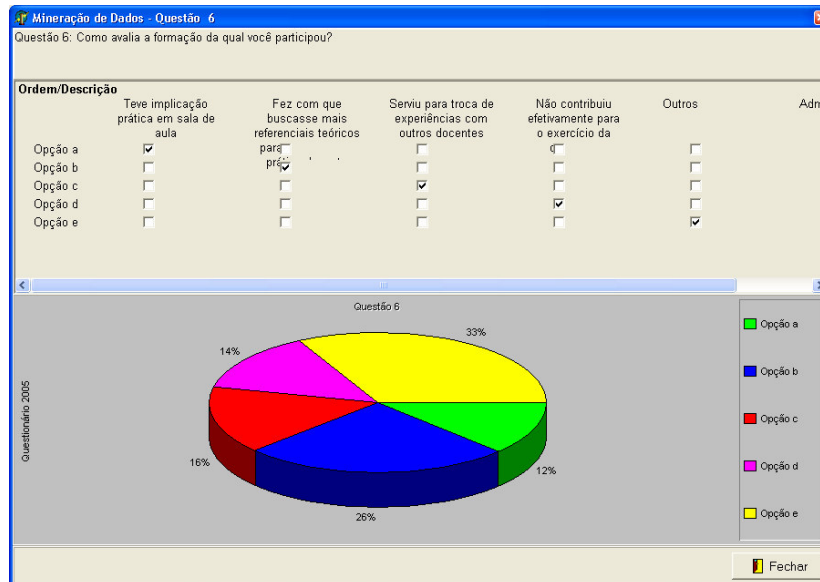 Mineração de Dados - Questão 6
Questão 6: Como avalia a formação da qual você participou?
Ordem/Descrição
Teve implicação prática em sala de aula
Fez com que buscasse mais referenciais teóricos para
Serviu para troca de experiências com outros docentes
Não contribuiu efetivamente para o exercício da
Outros
Adm
Opção a
Opção b
Opção c
Opção d
Opção e
Questão 6
Questionário 2005
33%
14%
16%
26%
12%
Opção a
Opção b
Opção c
Opção d
Opção e
Fechar